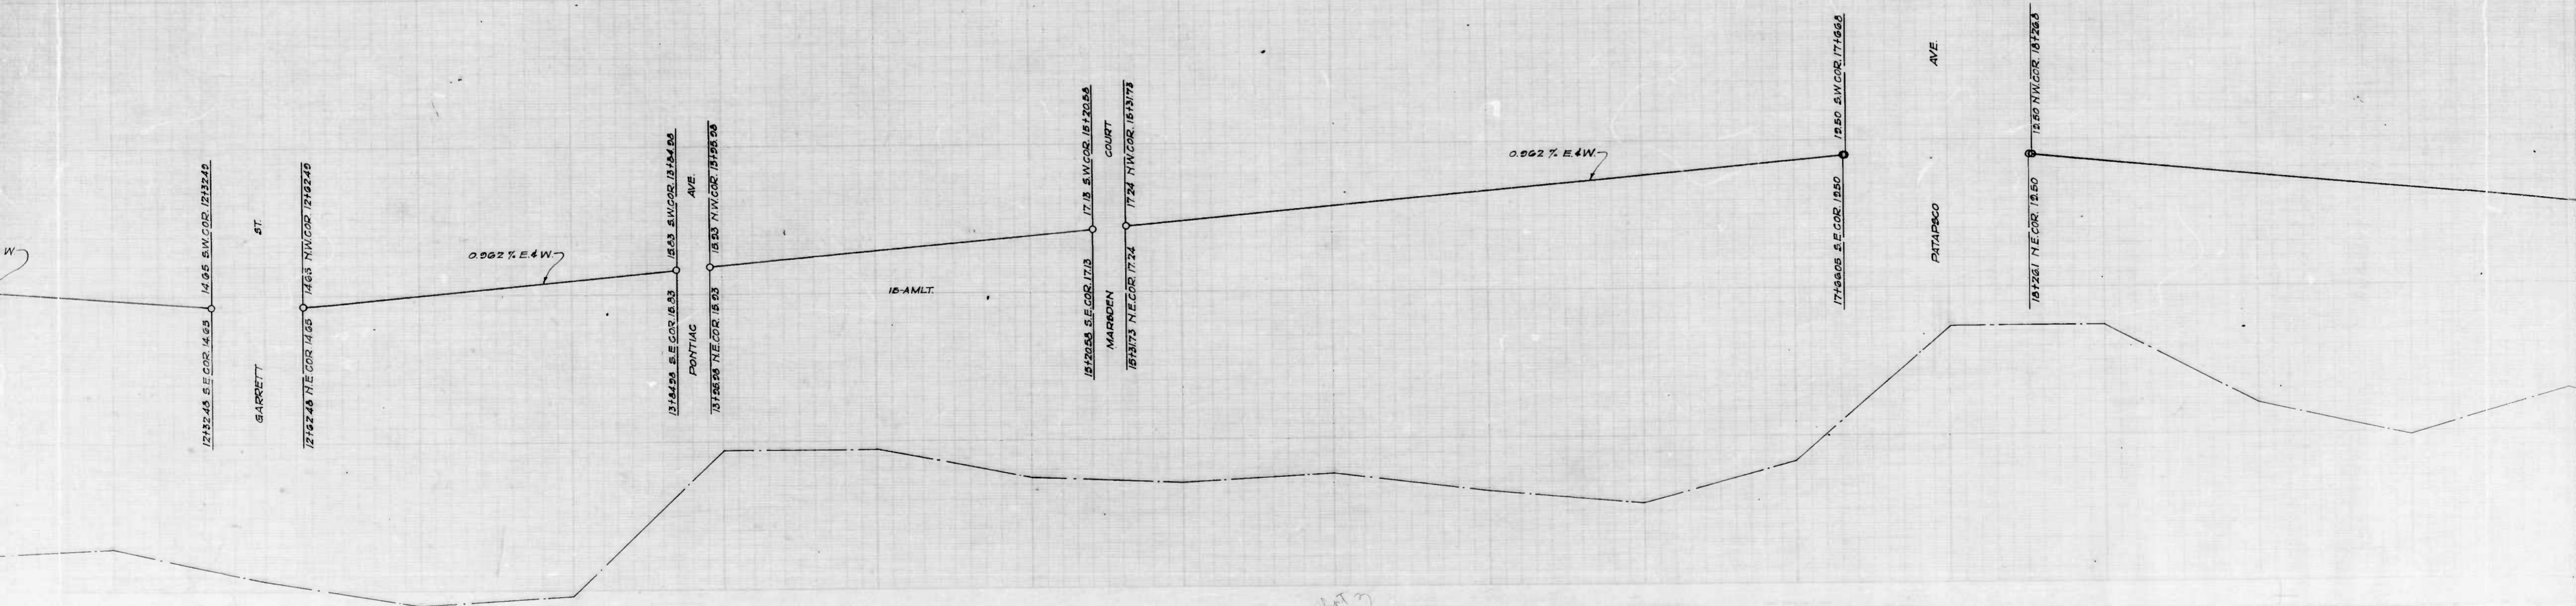 W.
12+32.48 S.E. COR. 14.65
14.65 S.W. COR. 12+32.49
GARRETT ST.
12+62.48 N.E. COR. 14.65
14.65 N.W. COR. 12+62.49
0.962 % E.&W.
13+84.98 S.E. COR. 15.83
15.83 S.W. COR. 13+84.98
PONTIAC AVE.
13+95.98 N.E. COR. 15.93
15.93 N.W. COR. 13+95.98
15-AMLT.
15+20.58 S.E. COR. 17.13
17.13 S.W. COR. 15+20.58
MARSDEN COURT
15+31.73 N.E. COR. 17.24
17.24 N.W. COR. 15+31.73
0.962 % E.&W.
17+66.05 S.E. COR. 19.50
19.50 S.W. COR. 17+66.8
PATAPSCO AVE.
18+26.1 N.E. COR. 19.50
19.50 N.W. COR. 18+26.8